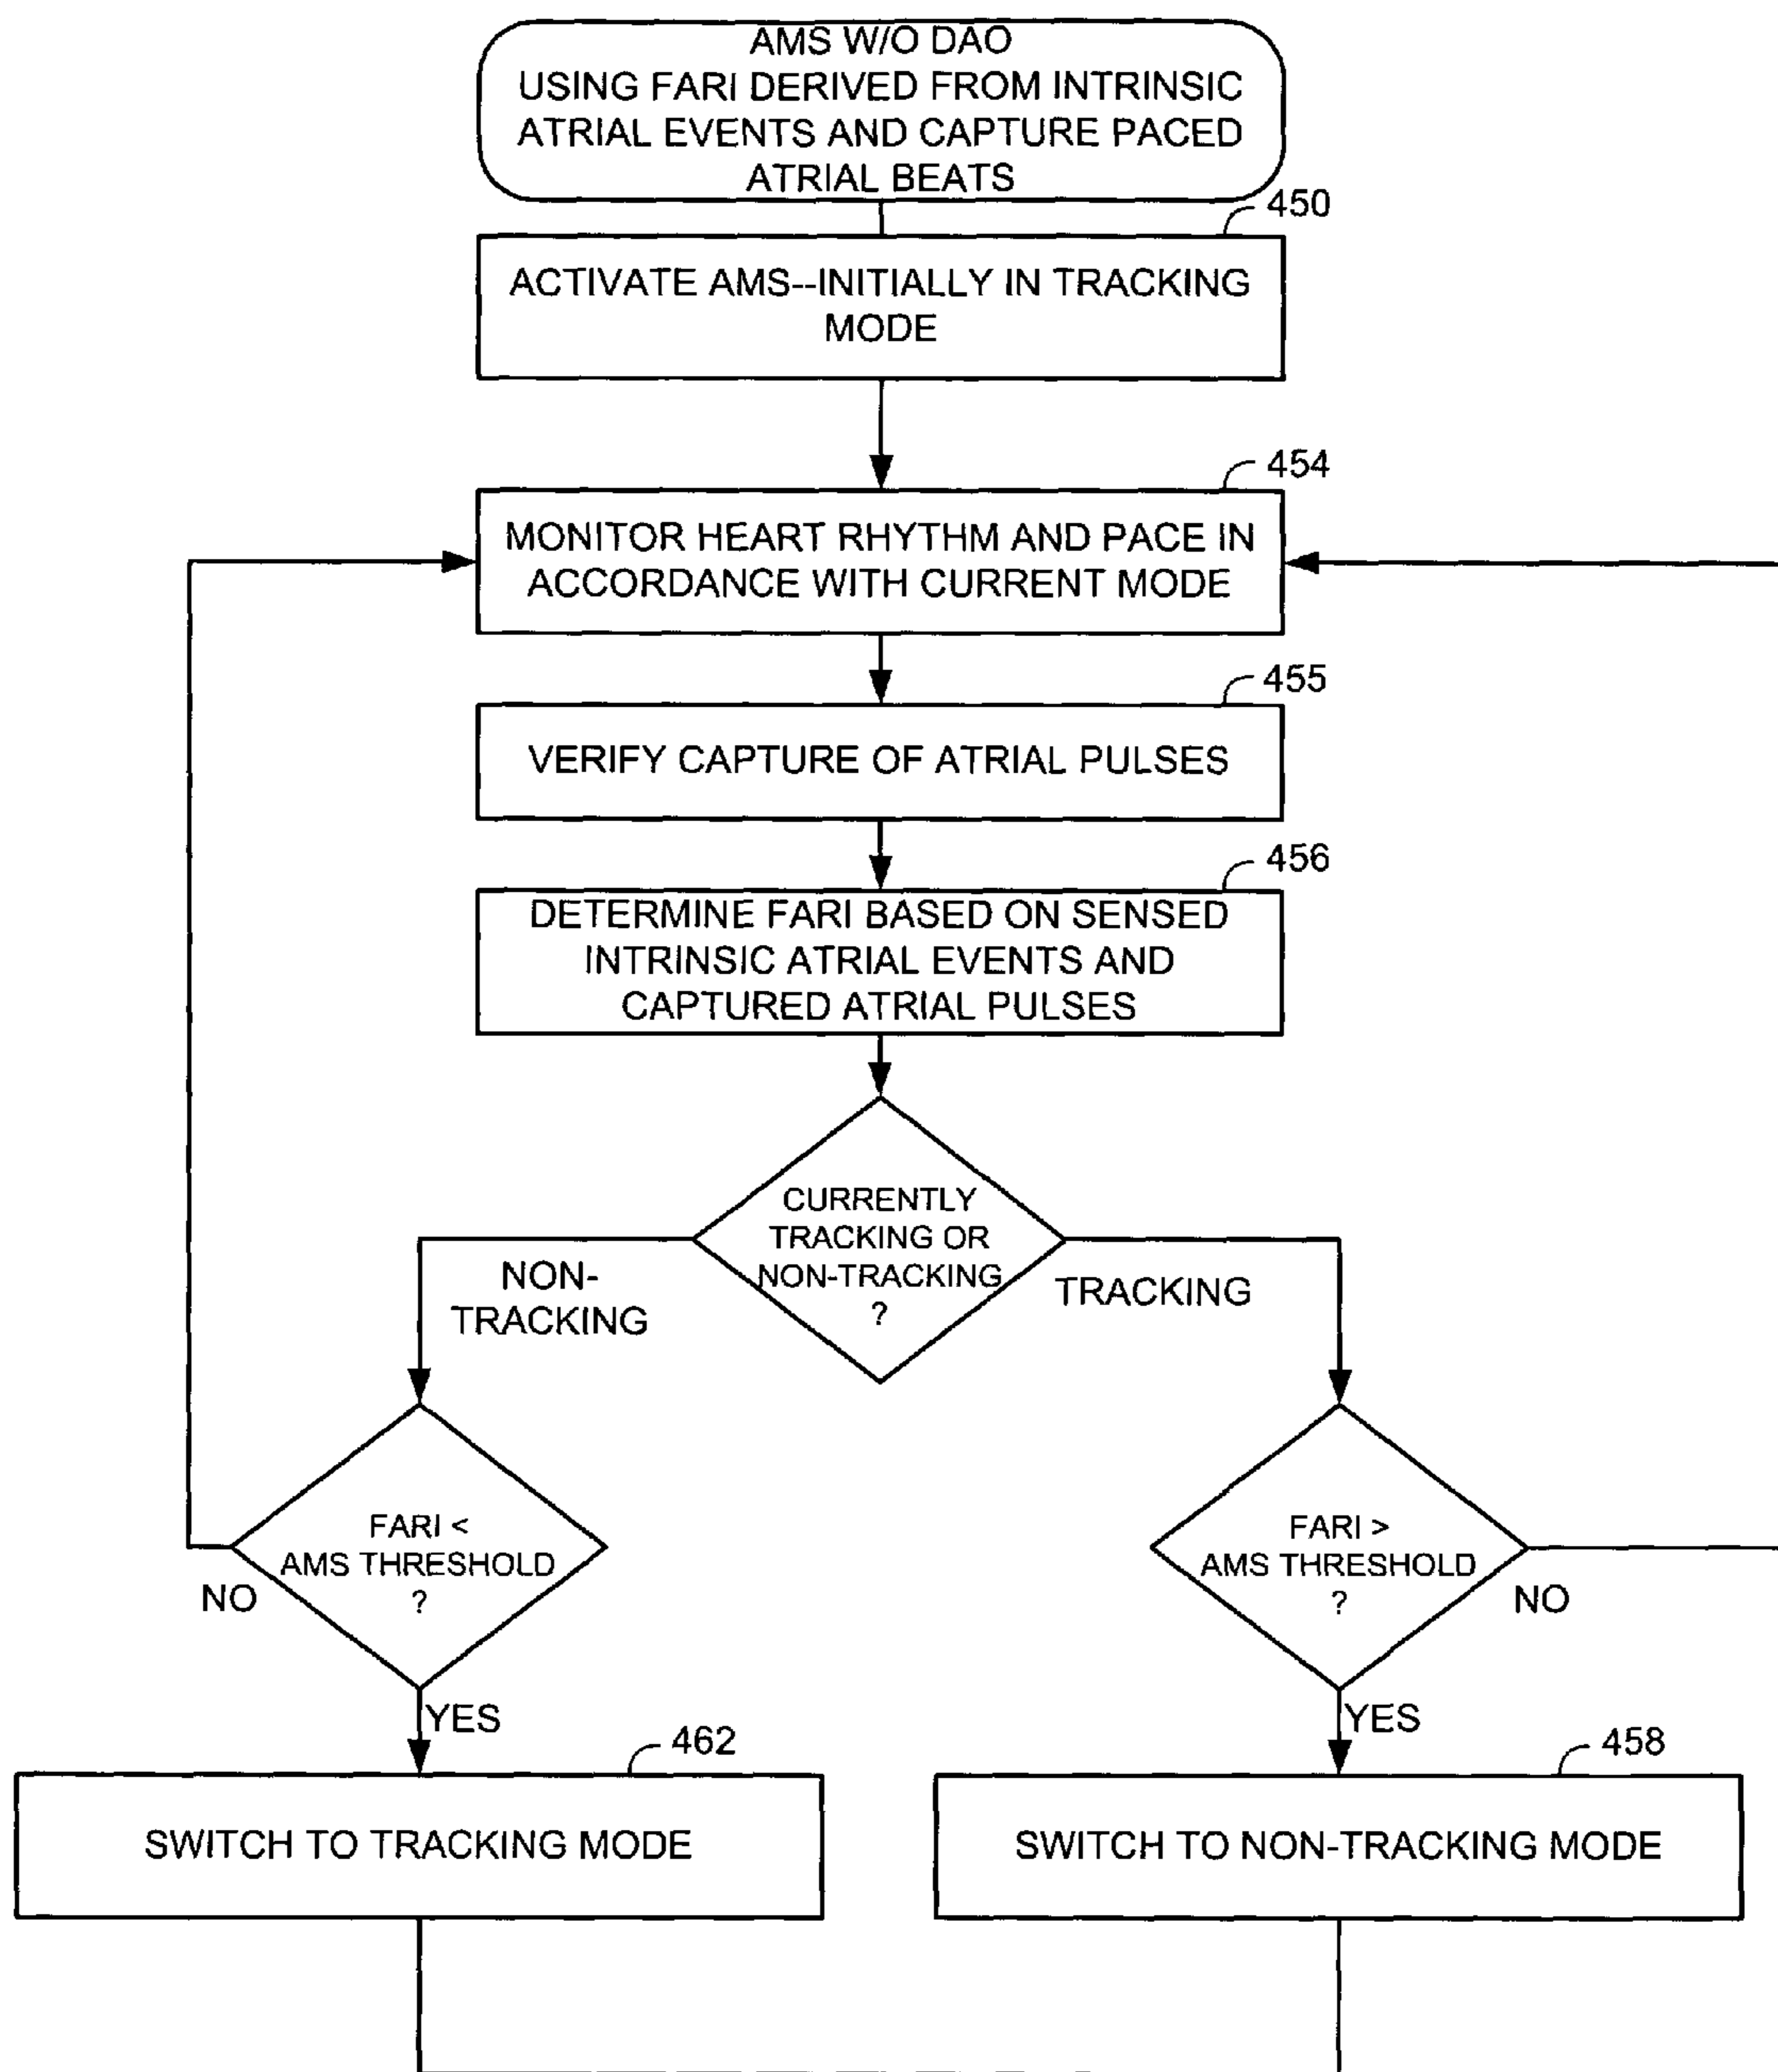 AMS W/O DAO
USING FARI DERIVED FROM INTRINSIC
ATRIAL EVENTS AND CAPTURE PACED
ATRIAL BEATS
450
ACTIVATE AMS--INITIALLY IN TRACKING
MODE
454
MONITOR HEART RHYTHM AND PACE IN
ACCORDANCE WITH CURRENT MODE
455
VERIFY CAPTURE OF ATRIAL PULSES
456
DETERMINE FARI BASED ON SENSED
INTRINSIC ATRIAL EVENTS AND
CAPTURED ATRIAL PULSES
CURRENTLY
TRACKING OR
NON-TRACKING
?
NON-
TRACKING
TRACKING
FARI <
AMS THRESHOLD
?
NO
YES
FARI >
AMS THRESHOLD
?
NO
YES
462
SWITCH TO TRACKING MODE
458
SWITCH TO NON-TRACKING MODE